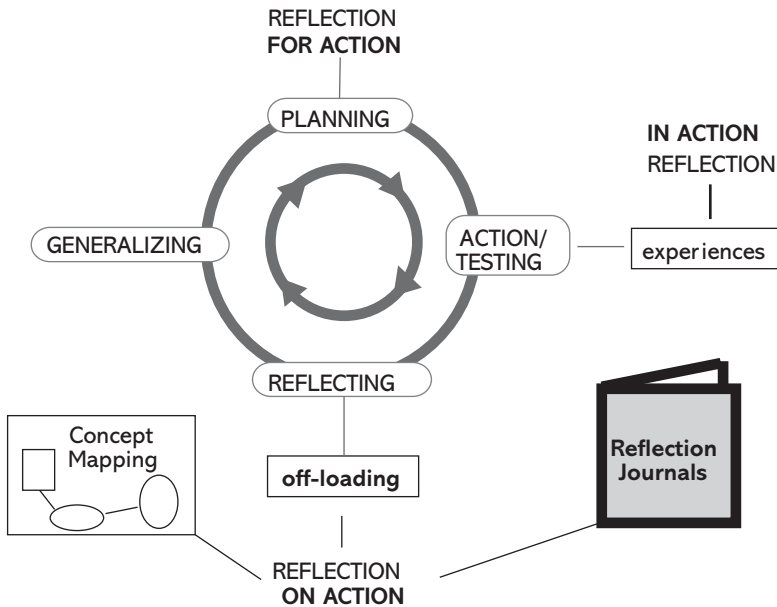 REFLECTION
FOR ACTION
PLANNING
IN ACTION
REFLECTION
GENERALIZING
ACTION/
TESTING
experiences
REFLECTING
Concept
Mapping
off-loading
Reflection
Journals
REFLECTION
ON ACTION